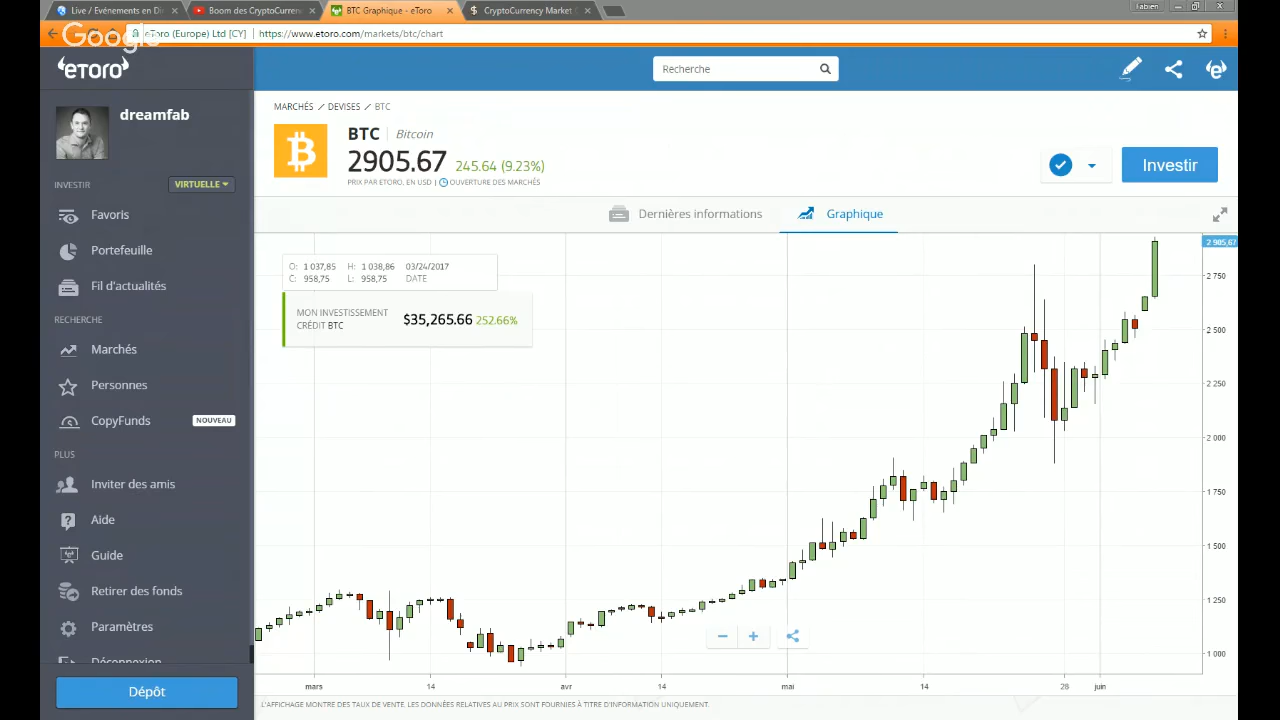 Live / Evénements en Di
Boom des CryptoCurren
BTC Graphique - eToro
CryptoCurrency Market C
Fabien
Google
eToro (Europe) Ltd [CY]
https://www.etoro.com/markets/btc/chart
eTORO
Recherche
dreamfab
INVESTIR
VIRTUELLE
Favoris
Portefeuille
Fil d'actualités
RECHERCHE
Marchés
Personnes
CopyFunds
NOUVEAU
PLUS
Inviter des amis
Aide
Guide
Retirer des fonds
Paramètres
Déconnexion
Dépôt
MARCHÉS / DEVISES / BTC
BTC
Bitcoin
2905.67
245.64 (9.23%)
PRIX PAR ETORO, EN USD |
OUVERTURE DES MARCHÉS
Investir
Dernières informations
Graphique
O: 1 037,85 H: 1 038,86 03/24/2017
C: 958,75 L: 958,75 DATE
MON INVESTISSEMENT
CRÉDIT BTC
$35,265.66 252.66%
2 905,67
2 750
2 500
2 250
2 000
1 750
1 500
1 250
1 000
mars 14 avr 14 mai 14 28 juin
L'AFFICHAGE MONTRE DES TAUX DE VENTE. LES DONNÉES RELATIVES AU PRIX SONT FOURNIES À TITRE D'INFORMATION UNIQUEMENT.